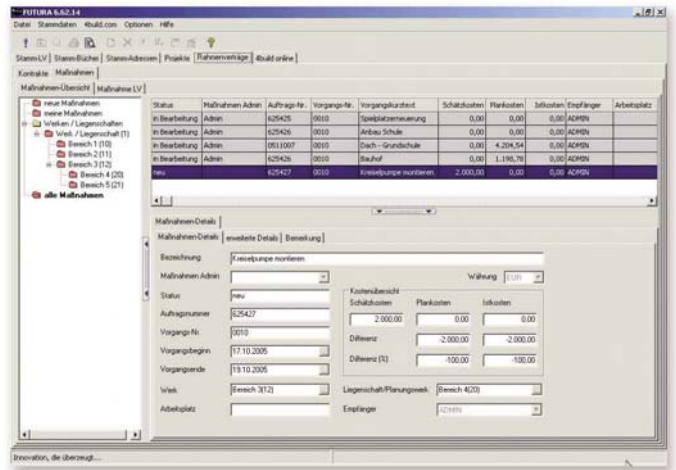 FUTURA 6.62.14
Datei Stammdaten 4build.com Optionen Hilfe
Stamm-LV Stamm-Bücher Stamm-Adressen Projekte Rahmenverträge 4build online
Kontrakte Maßnahmen
Maßnahmen-Übersicht Maßnahme LV
neue Maßnahmen
meine Maßnahmen
Werken / Liegenschaften
Werk / Liegenschaft (1)
Bereich 1 (10)
Bereich 2 (11)
Bereich 3 (12)
Bereich 4 (20)
Bereich 5 (21)
alle Maßnahmen
Status Maßnahmen Admin Auftrags-Nr. Vorgangs-Nr. Vorgangskurztext Schätzkosten Plankosten Istkosten Empfänger Arbeitsplatz
in Bearbeitung Admin 625425 0010 Spielplatzerneuerung 0,00 0,00 0,00 ADMIN
in Bearbeitung Admin 625426 0010 Anbau Schule 0,00 0,00 0,00 ADMIN
in Bearbeitung Admin 0511007 0010 Dach - Grundschule 0,00 4.204,54 0,00 ADMIN
in Bearbeitung Admin 625426 0010 Bauhof 0,00 1.198,78 0,00 ADMIN
neu 625427 0010 Kreiselpumpe montieren 2.000,00 0,00 0,00 ADMIN
Maßnahmen-Details
Maßnahmen-Details erweiterte Details Bemerkung
Bezeichnung Kreiselpumpe montieren
Maßnahmen Admin Währung EUR
Status neu
Kostenübersicht
Schätzkosten Plankosten Istkosten
Auftragsnummer 625427 2.000,00 0,00 0,00
Vorgangs-Nr. 0010 Differenz -2.000,00 -2.000,00
Vorgangsbeginn 17.10.2005
Differenz (%) -100,00 -100,00
Vorgangsende 19.10.2005
Werk Bereich 3(12) Liegenschaft/Planungswerk Bereich 4(20)
Arbeitsplatz Empfänger ADMIN
Innovation, die überzeugt....